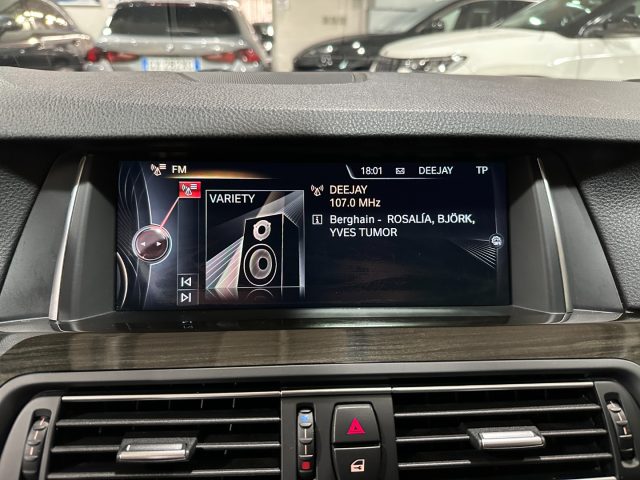 FM
18:01 DEEJAY TP
VARIETY
DEEJAY
107.0 MHz
Berghain - ROSALÍA, BJÖRK,
YVES TUMOR